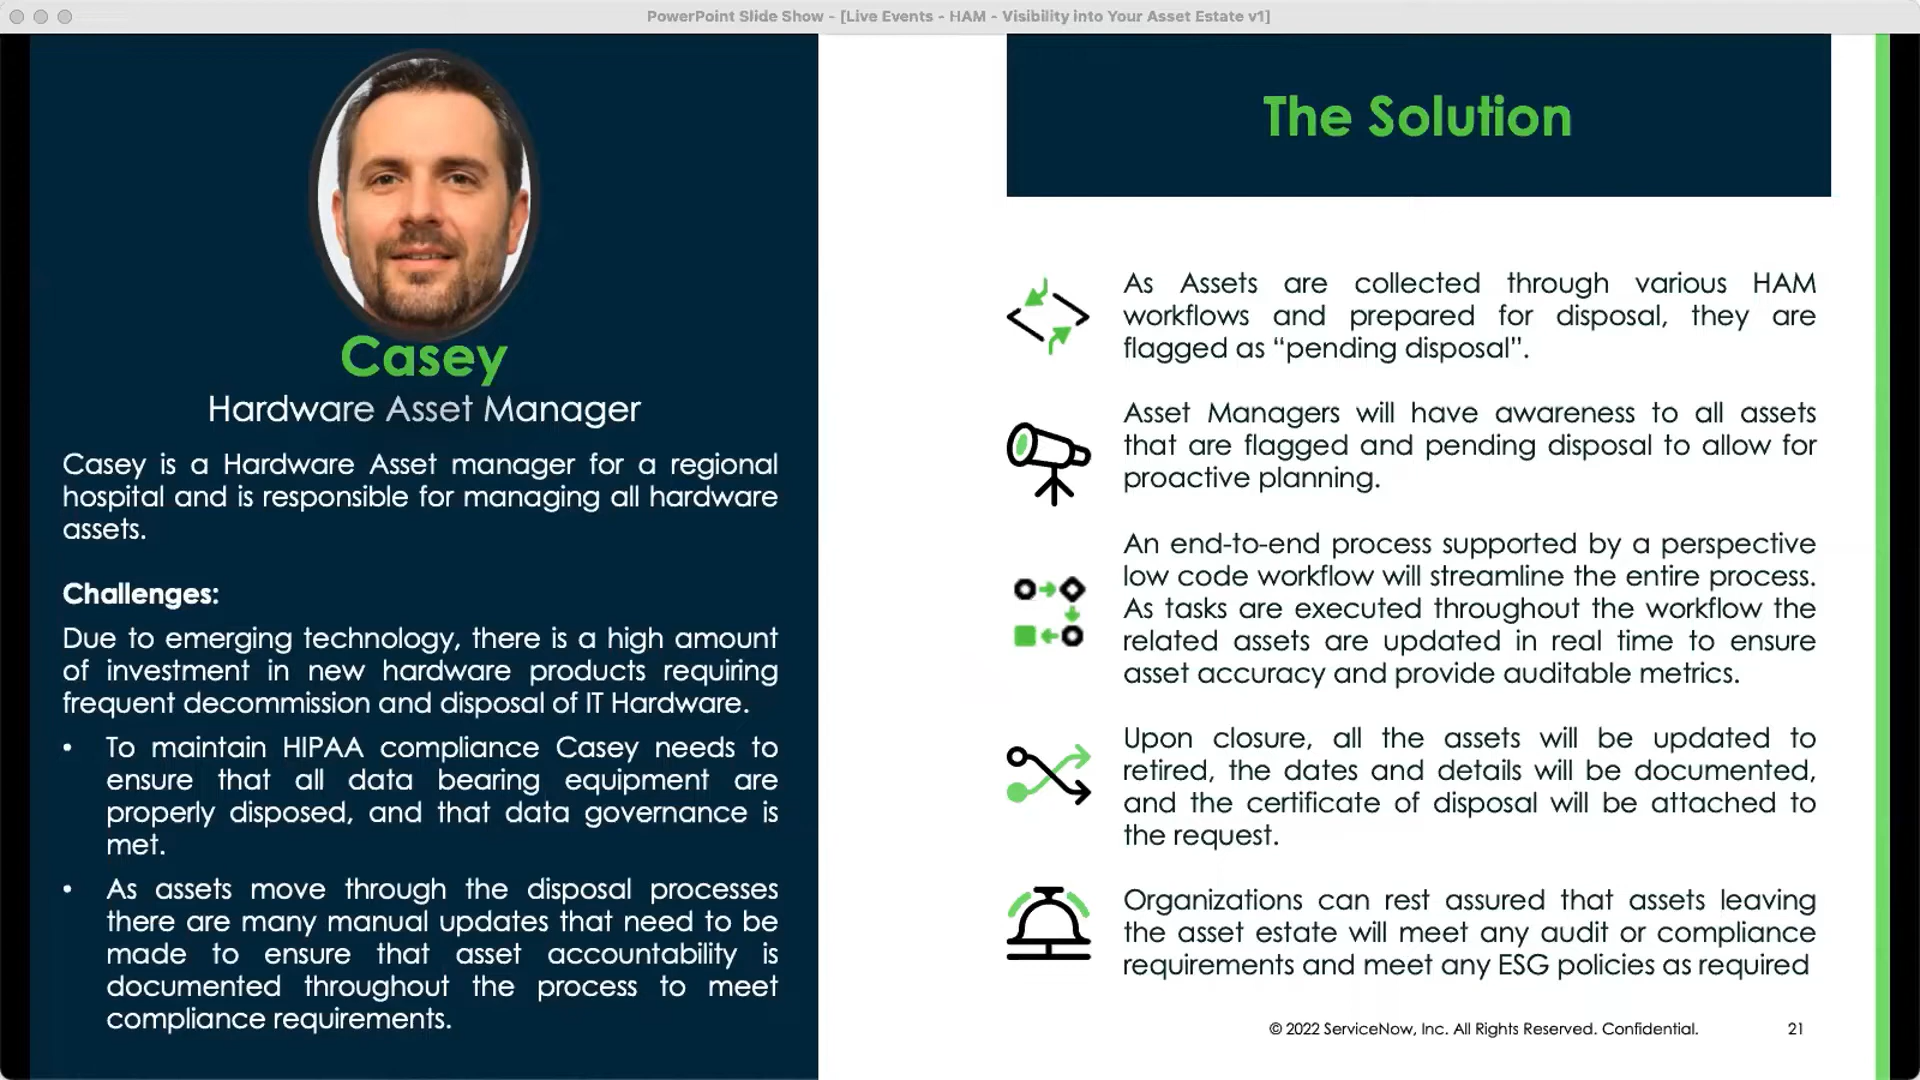 PowerPoint Slide Show - [Live Events - HAM - Visibility into Your Asset Estate v1]
Casey
Hardware Asset Manager
Casey is a Hardware Asset manager for a regional
hospital and is responsible for managing all hardware
assets.
Challenges:
Due to emerging technology, there is a high amount
of investment in new hardware products requiring
frequent decommission and disposal of IT Hardware.
• To maintain HIPAA compliance Casey needs to
ensure that all data bearing equipment are
properly disposed, and that data governance is
met.
• As assets move through the disposal processes
there are many manual updates that need to be
made to ensure that asset accountability is
documented throughout the process to meet
compliance requirements.
The Solution
As Assets are collected through various HAM
workflows and prepared for disposal, they are
flagged as “pending disposal”.
Asset Managers will have awareness to all assets
that are flagged and pending disposal to allow for
proactive planning.
An end-to-end process supported by a perspective
low code workflow will streamline the entire process.
As tasks are executed throughout the workflow the
related assets are updated in real time to ensure
asset accuracy and provide auditable metrics.
Upon closure, all the assets will be updated to
retired, the dates and details will be documented,
and the certificate of disposal will be attached to
the request.
Organizations can rest assured that assets leaving
the asset estate will meet any audit or compliance
requirements and meet any ESG policies as required
© 2022 ServiceNow, Inc. All Rights Reserved. Confidential.
21